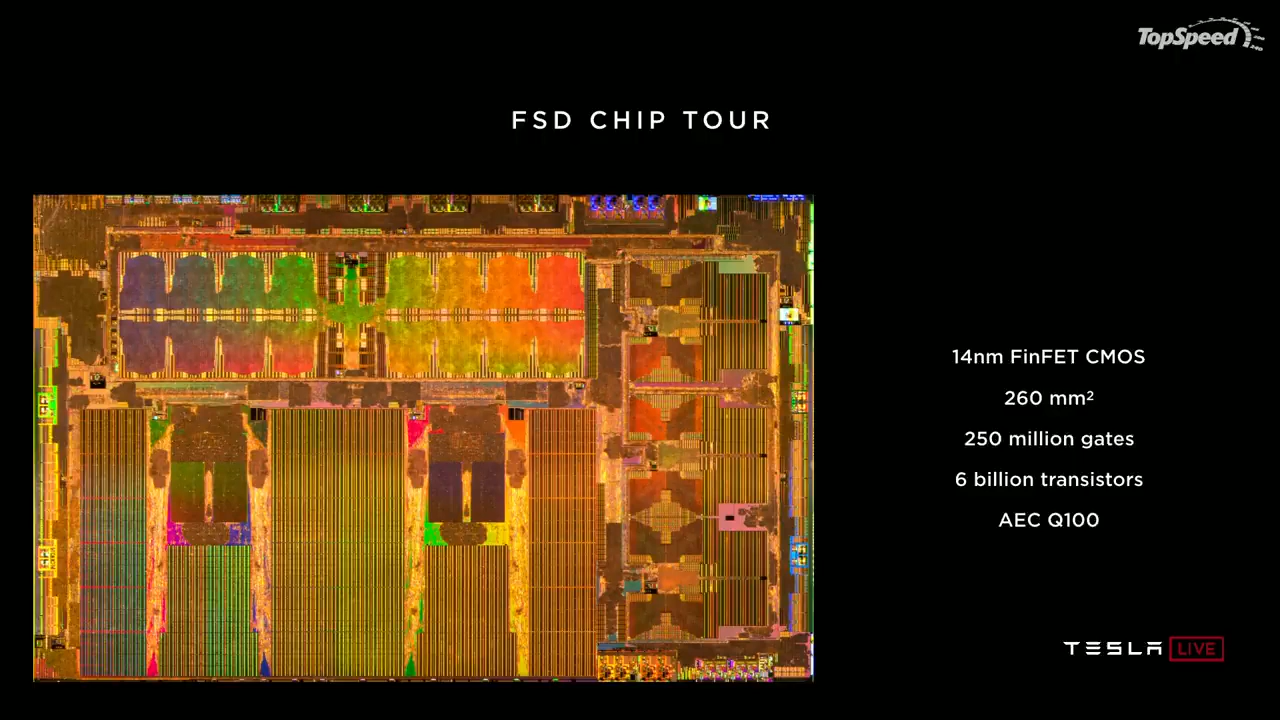 TopSpeed
FSD CHIP TOUR
14nm FinFET CMOS
260 mm²
250 million gates
6 billion transistors
AEC Q100
TESLA LIVE